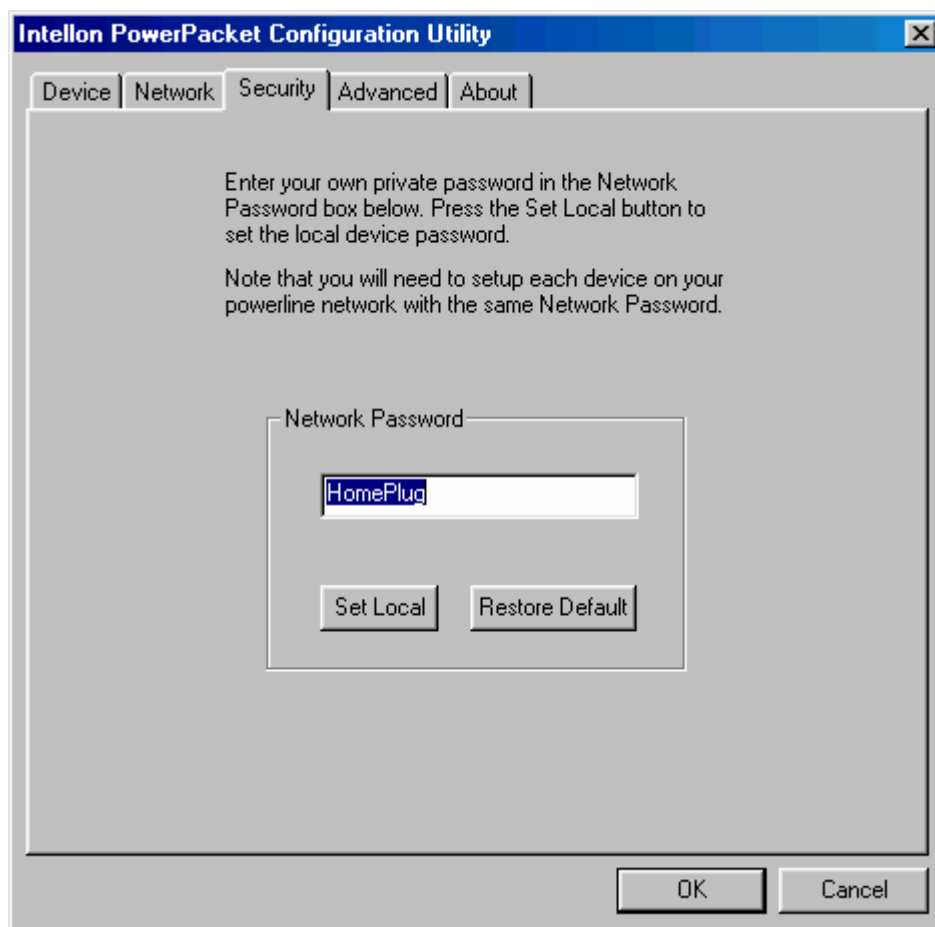 Intellon PowerPacket Configuration Utility
Device Network Security Advanced About
Enter your own private password in the Network
Password box below. Press the Set Local button to
set the local device password.
Note that you will need to setup each device on your
powerline network with the same Network Password.
Network Password
HomePlug
Set Local Restore Default
OK Cancel